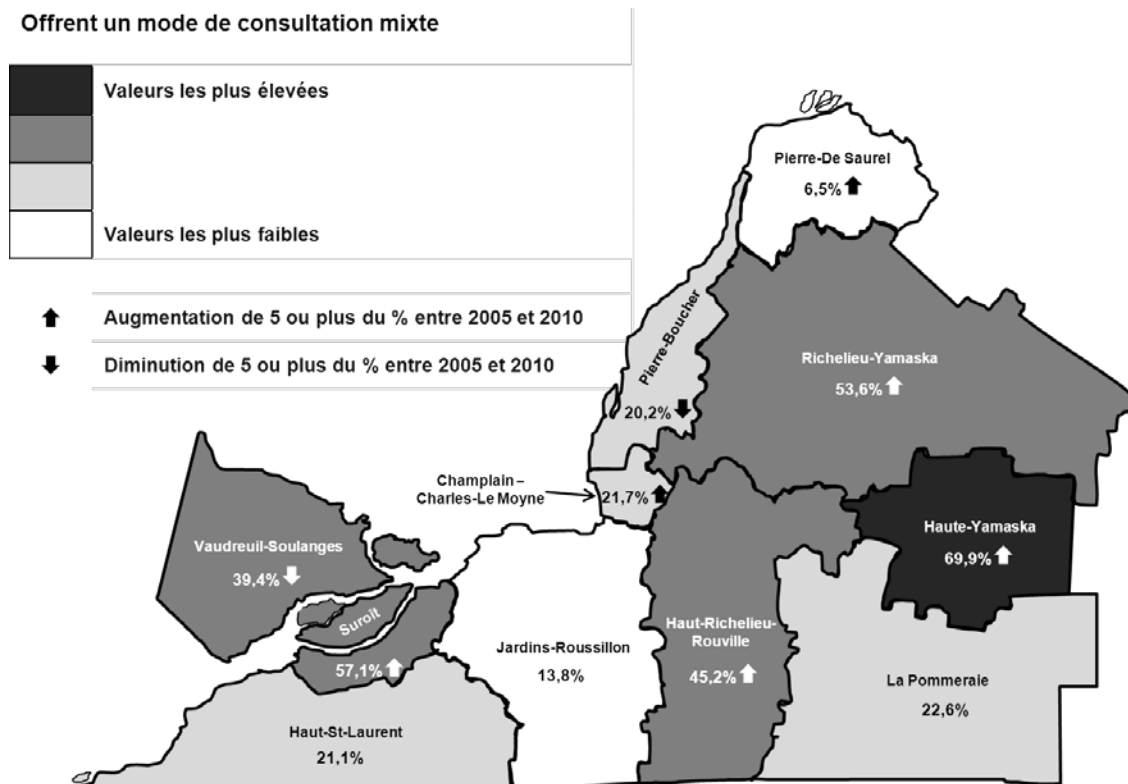 Offrent un mode de consultation mixte
Valeurs les plus élevées
Valeurs les plus faibles
Augmentation de 5 ou plus du % entre 2005 et 2010
Diminution de 5 ou plus du % entre 2005 et 2010
Pierre-De Saurel
6,5%
Pierre-Boucher
20,2%
Richelieu-Yamaska
53,6%
Champlain –
Charles-Le Moyne
21,7%
Haute-Yamaska
69,9%
Vaudreuil-Soulanges
39,4%
Suroît
57,1%
Jardins-Roussillon
13,8%
Haut-Richelieu-
Rouville
45,2%
La Pommeraie
22,6%
Haut-St-Laurent
21,1%